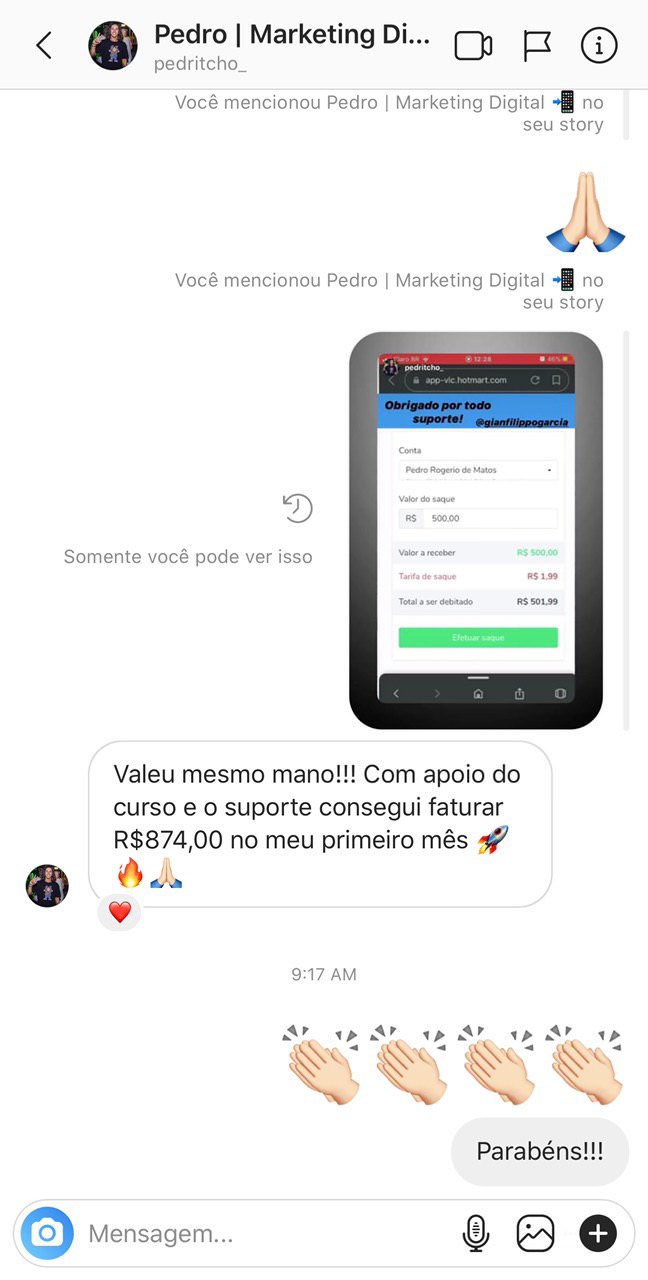 Pedro | Marketing Di...
pedritcho_
Você mencionou Pedro | Marketing Digital 📲 no
seu story
🙏🏻
Você mencionou Pedro | Marketing Digital 📲 no
seu story
Claro BR 12:28 46%
pedritcho_
app-vlc.hotmart.com
Obrigado por todo
suporte! @gianfilippogarcia
Conta
Pedro Rogerio de Matos
Valor do saque
R$ 500,00
Valor a receber R$ 500,00
Tarifa de saque R$ 1,99
Total a ser debitado R$ 501,99
Efetuar saque
Somente você pode ver isso
Valeu mesmo mano!!! Com apoio do
curso e o suporte consegui faturar
R$874,00 no meu primeiro mês 🚀
🔥🙏🏻
❤️
9:17 AM
👏🏻👏🏻👏🏻👏🏻
Parabéns!!!
Mensagem...